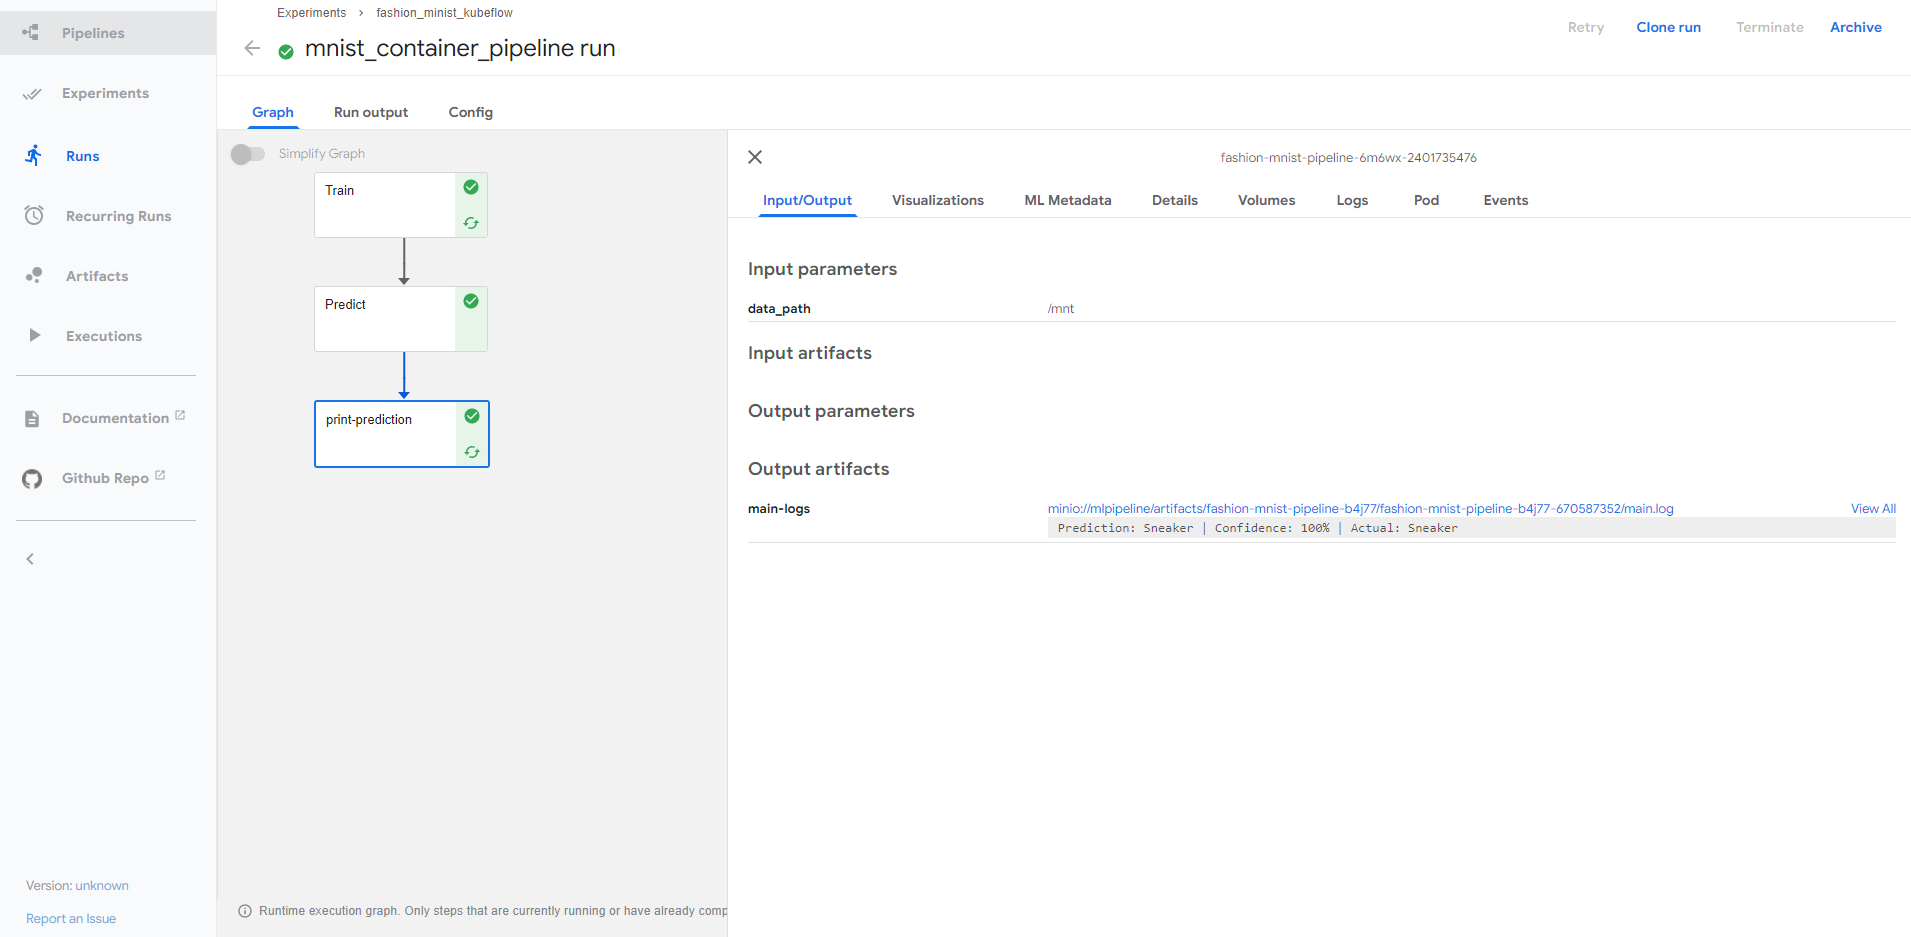 Pipelines
Experiments
Runs
Recurring Runs
Artifacts
Executions
Documentation
Github Repo
Version: unknown
Report an Issue
Experiments › fashion_minist_kubeflow
mnist_container_pipeline run
Retry Clone run Terminate Archive
Graph Run output Config
Simplify Graph
Train
Predict
print-prediction
Runtime execution graph. Only steps that are currently running or have already comp
fashion-mnist-pipeline-6m6wx-2401735476
Input/Output Visualizations ML Metadata Details Volumes Logs Pod Events
Input parameters
data_path /mnt
Input artifacts
Output parameters
Output artifacts
main-logs minio://mlpipeline/artifacts/fashion-mnist-pipeline-b4j77/fashion-mnist-pipeline-b4j77-670587352/main.log View All
Prediction: Sneaker | Confidence: 100% | Actual: Sneaker